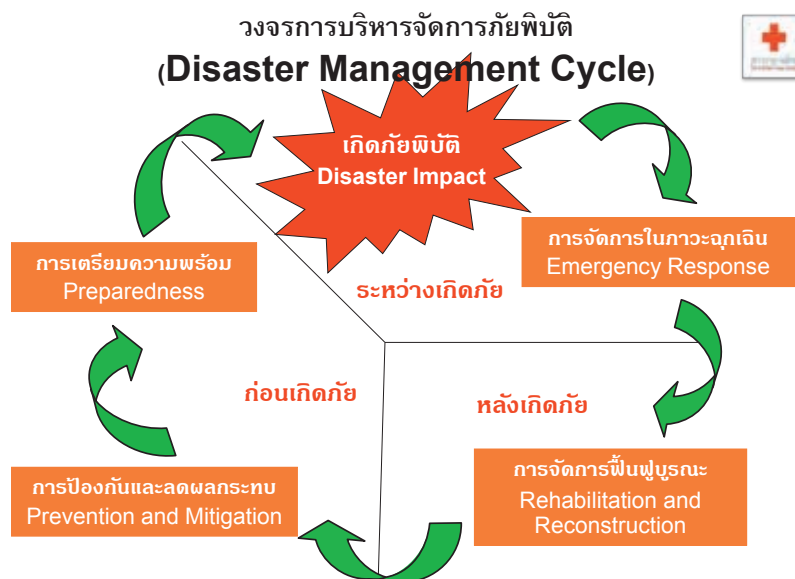 วงจรการบริหารจัดการภัยพิบัติ
(Disaster Management Cycle)
เกิดภัยพิบัติ
Disaster Impact
การจัดการในภาวะฉุกเฉิน
Emergency Response
การเตรียมความพร้อม
Preparedness
ระหว่างเกิดภัย
ก่อนเกิดภัย
หลังเกิดภัย
การจัดการฟื้นฟูบูรณะ
Rehabilitation and
Reconstruction
การป้องกันและลดผลกระทบ
Prevention and Mitigation